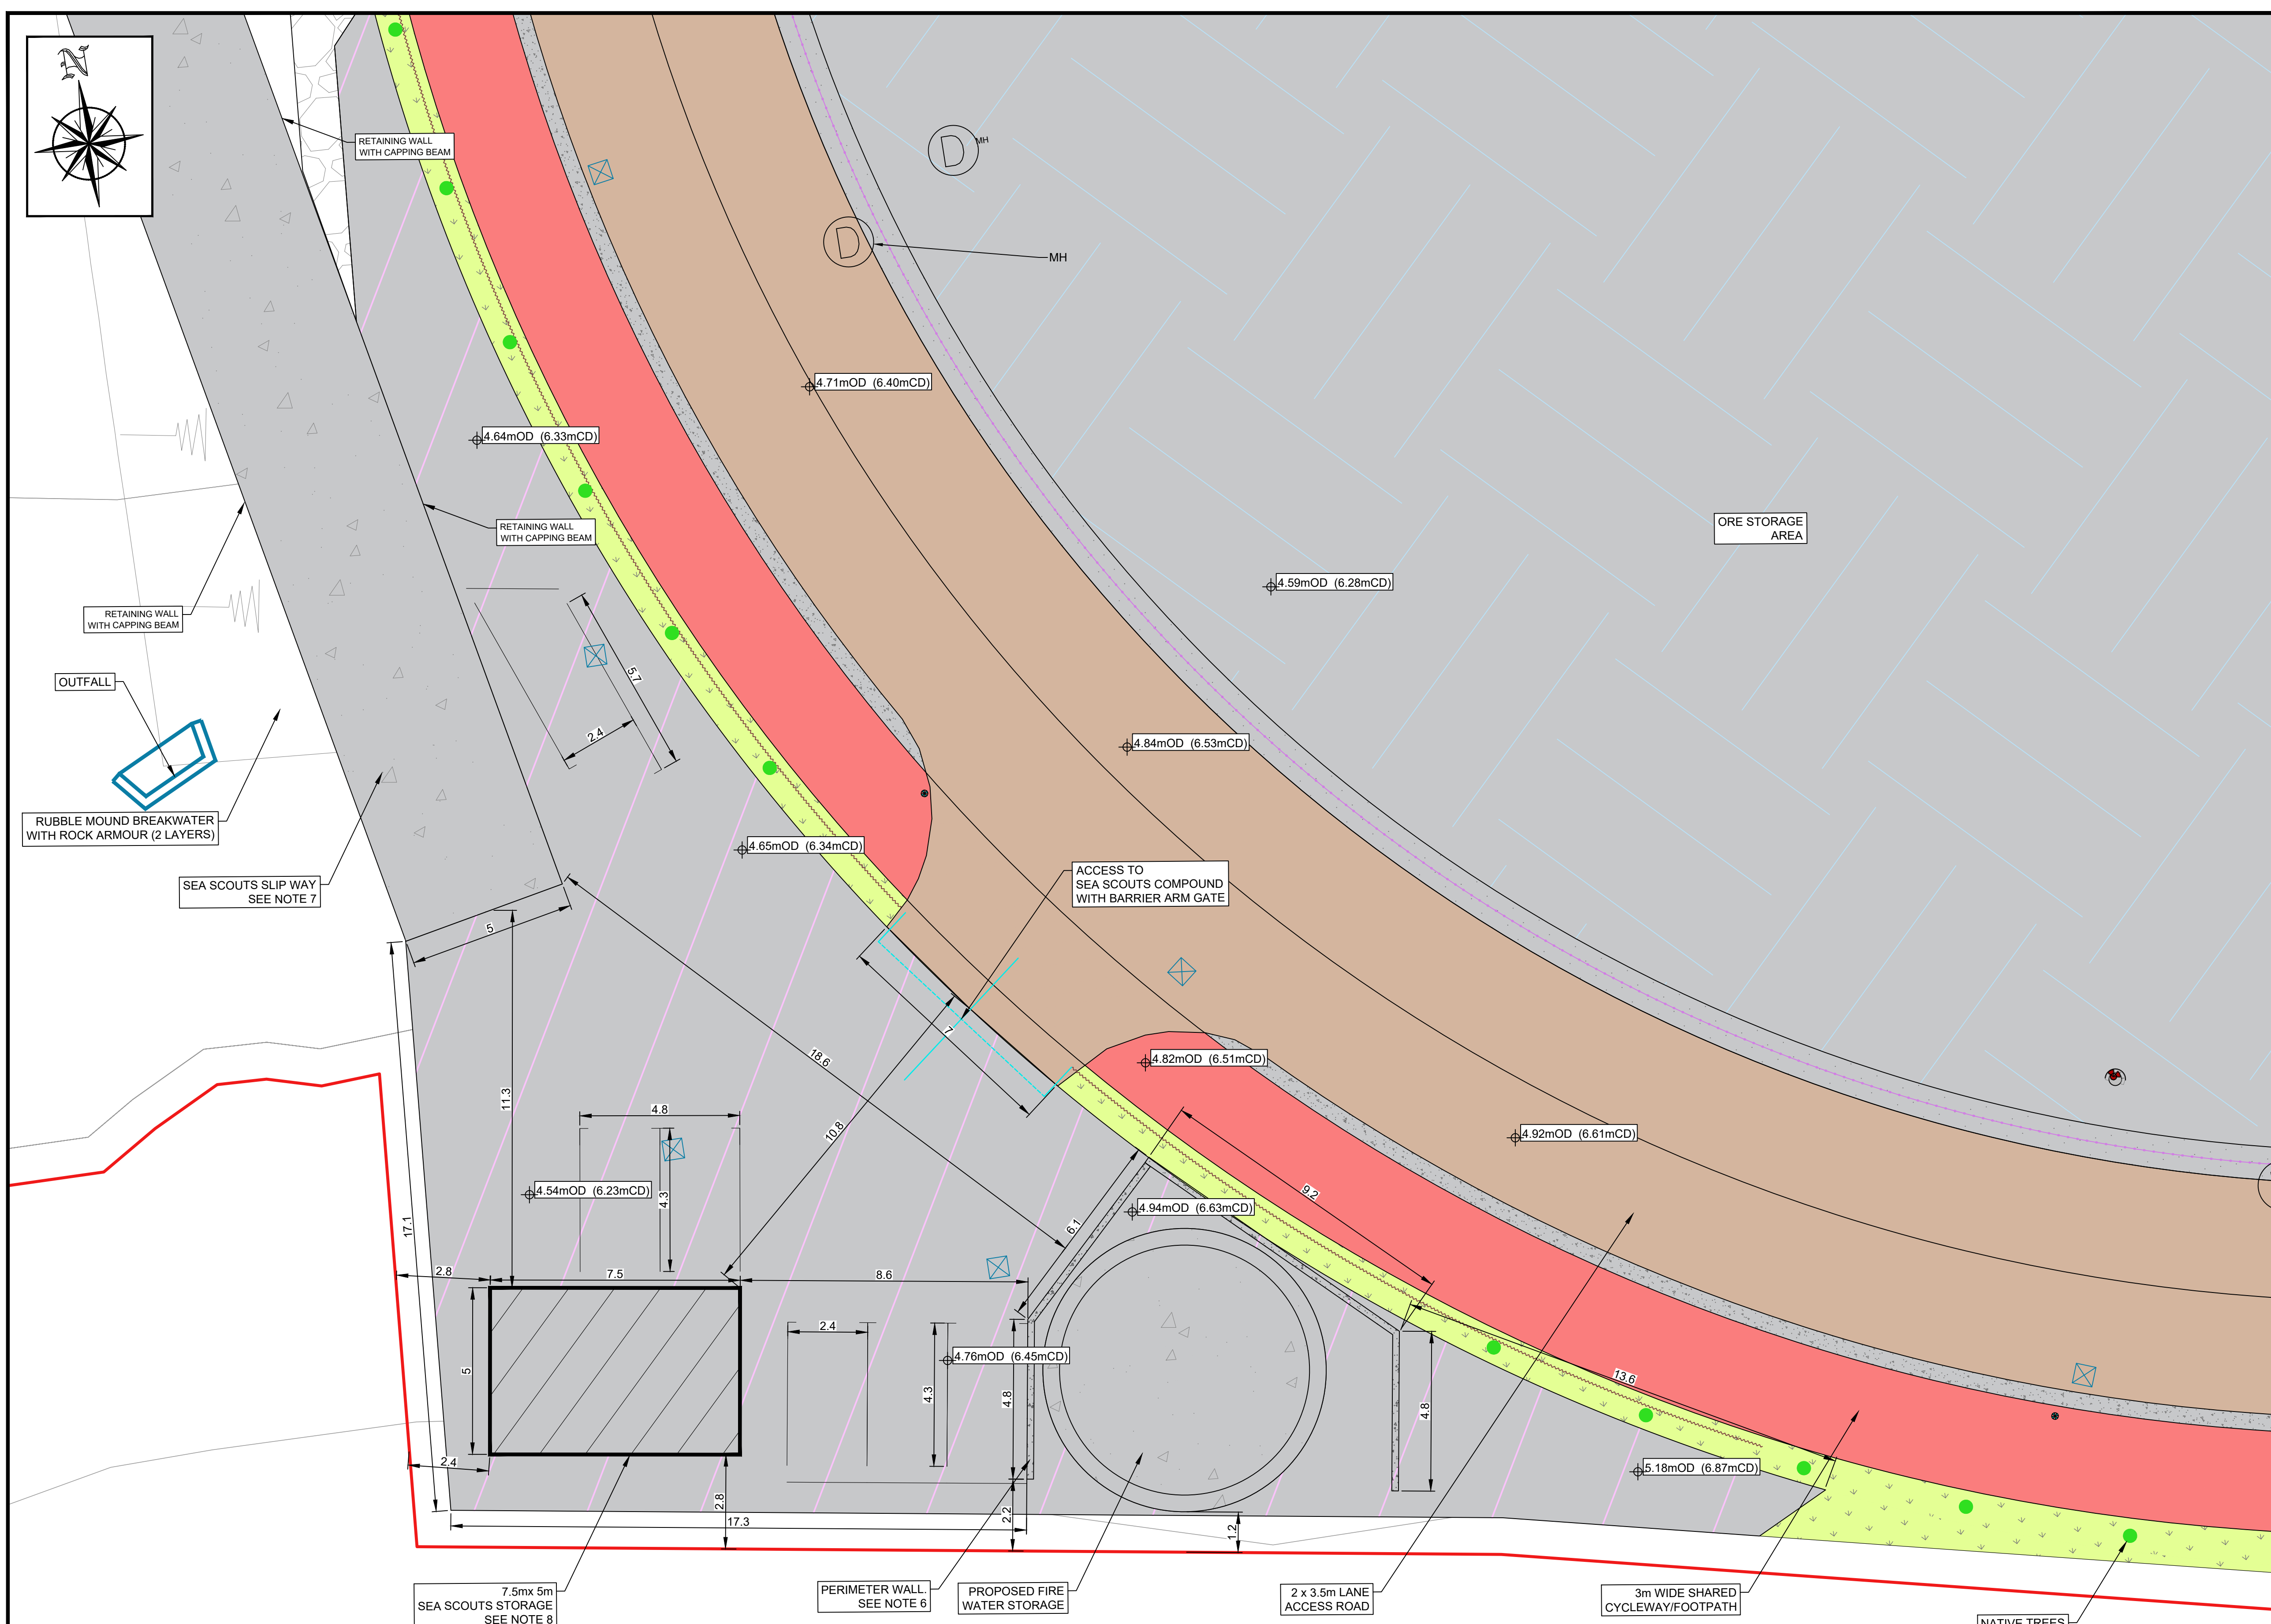 N
RETAINING WALL
WITH CAPPING BEAM
D
MH
D
MH
4.71mOD (6.40mCD)
4.64mOD (6.33mCD)
RETAINING WALL
WITH CAPPING BEAM
ORE STORAGE
AREA
4.59mOD (6.28mCD)
RETAINING WALL
WITH CAPPING BEAM
5.7
2.4
OUTFALL
4.84mOD (6.53mCD)
RUBBLE MOUND BREAKWATER
WITH ROCK ARMOUR (2 LAYERS)
4.65mOD (6.34mCD)
SEA SCOUTS SLIP WAY
SEE NOTE 7
ACCESS TO
SEA SCOUTS COMPOUND
WITH BARRIER ARM GATE
5
7
18.6
4.82mOD (6.51mCD)
11.3
4.8
10.8
4.92mOD (6.61mCD)
4.54mOD (6.23mCD)
4.3
9.2
4.94mOD (6.63mCD)
6.1
17.1
2.8
7.5
8.6
2.4
5
4.76mOD (6.45mCD)
4.3
4.8
4.8
13.6
2.4
5.18mOD (6.87mCD)
2.8
2.2
17.3
1.2
7.5mx 5m
SEA SCOUTS STORAGE
SEE NOTE 8
PERIMETER WALL.
SEE NOTE 6
PROPOSED FIRE
WATER STORAGE
2 x 3.5m LANE
ACCESS ROAD
3m WIDE SHARED
CYCLEWAY/FOOTPATH
NATIVE TREES